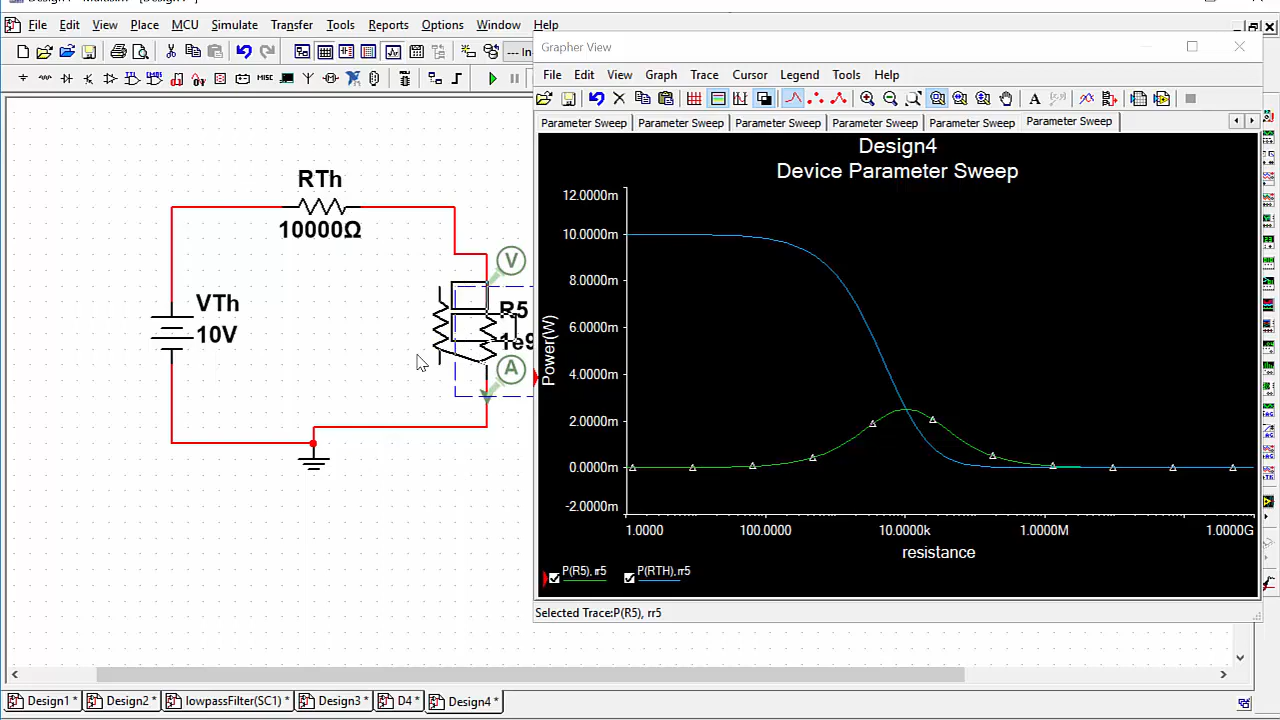 File Edit View Place MCU Simulate Transfer Tools Reports Options Window Help
Grapher View
File Edit View Graph Trace Cursor Legend Tools Help
Parameter Sweep Parameter Sweep Parameter Sweep Parameter Sweep Parameter Sweep Parameter Sweep
Design4
Device Parameter Sweep
12.0000m
10.0000m
8.0000m
6.0000m
4.0000m
2.0000m
0.0000m
-2.0000m
Power(W)
1.0000 100.0000 10.0000k 1.0000M 1.0000G
resistance
P(R5), rr5 P(RTH),rr5
Selected Trace:P(R5), rr5
RTh
10000Ω
VTh
10V
V
R5
1e9
A
Design1 * Design2 * lowpassFilter(SC1) * Design3 * D4 * Design4 *